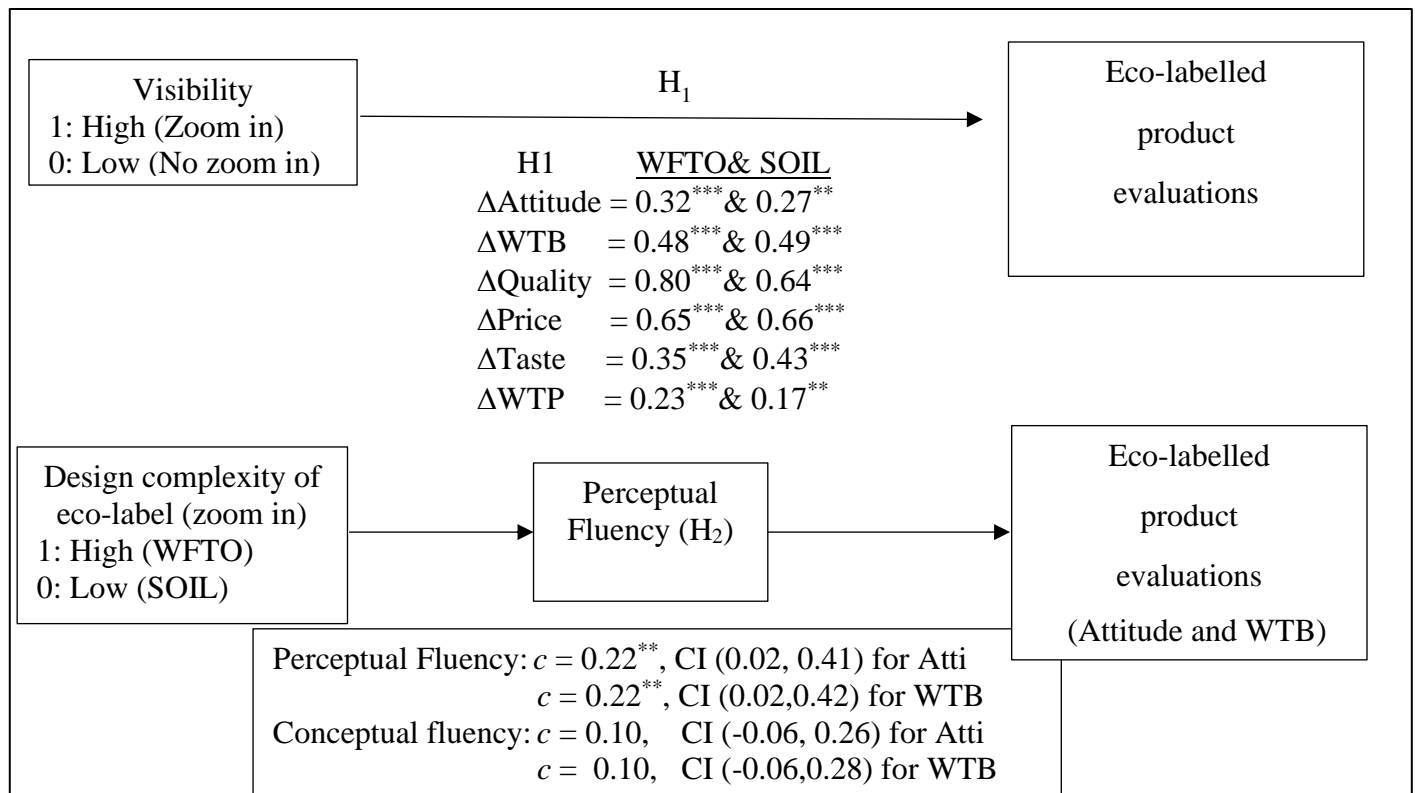 Visibility
1: High (Zoom in)
0: Low (No zoom in)
H₁
Eco-labelled
product
evaluations
H1 WFTO& SOIL
ΔAttitude = 0.32***& 0.27**
ΔWTB = 0.48***& 0.49***
ΔQuality = 0.80***& 0.64***
ΔPrice = 0.65***& 0.66***
ΔTaste = 0.35***& 0.43***
ΔWTP = 0.23***& 0.17**
Design complexity of
eco-label (zoom in)
1: High (WFTO)
0: Low (SOIL)
Perceptual
Fluency (H₂)
Eco-labelled
product
evaluations
(Attitude and WTB)
Perceptual Fluency: c = 0.22**, CI (0.02, 0.41) for Atti
c = 0.22**, CI (0.02,0.42) for WTB
Conceptual fluency: c = 0.10, CI (-0.06, 0.26) for Atti
c = 0.10, CI (-0.06,0.28) for WTB